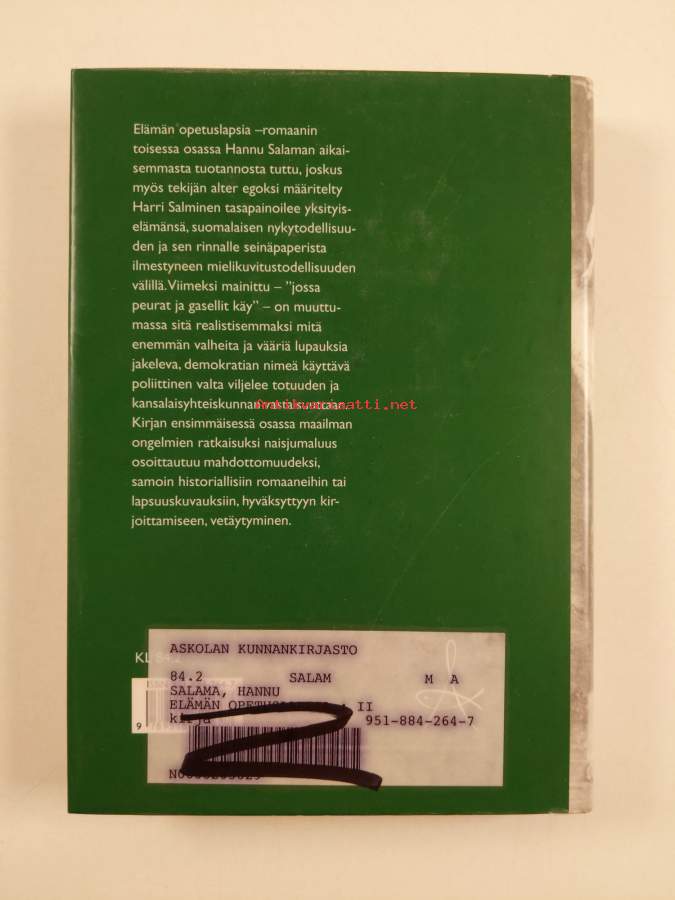 Elämän opetuslapsia –romaanin
toisessa osassa Hannu Salaman aikai-
semmasta tuotannosta tuttu, joskus
myös tekijän alter egoksi määritelty
Harri Salminen tasapainoilee yksityis-
elämänsä, suomalaisen nykytodellisuu-
den ja sen rinnalle seinäpaperista
ilmestyneen mielikuvitustodellisuuden
välillä. Viimeksi mainittu – ”jossa
peurat ja gasellit käy” – on muuttu-
massa sitä realistisemmaksi mitä
enemmän valheita ja vääriä lupauksia
jakeleva, demokratian nimeä käyttävä
poliittinen valta viljelee totuuden ja
kansalaisyhteiskunnan
antikvariaatti.net
Kirjan ensimmäisessä osassa maailman
ongelmien ratkaisuksi naisjumaluus
osoittautuu mahdottomuudeksi,
samoin historiallisiin romaaneihin tai
lapsuuskuvauksiin, hyväksyttyyn kir-
joittamiseen, vetäytyminen.
ASKOLAN KUNNANKIRJASTO
KL 84.2
84.2 SALAM M A
SALAMA, HANNU
ELÄMÄN II
kirja 951-884-264-7